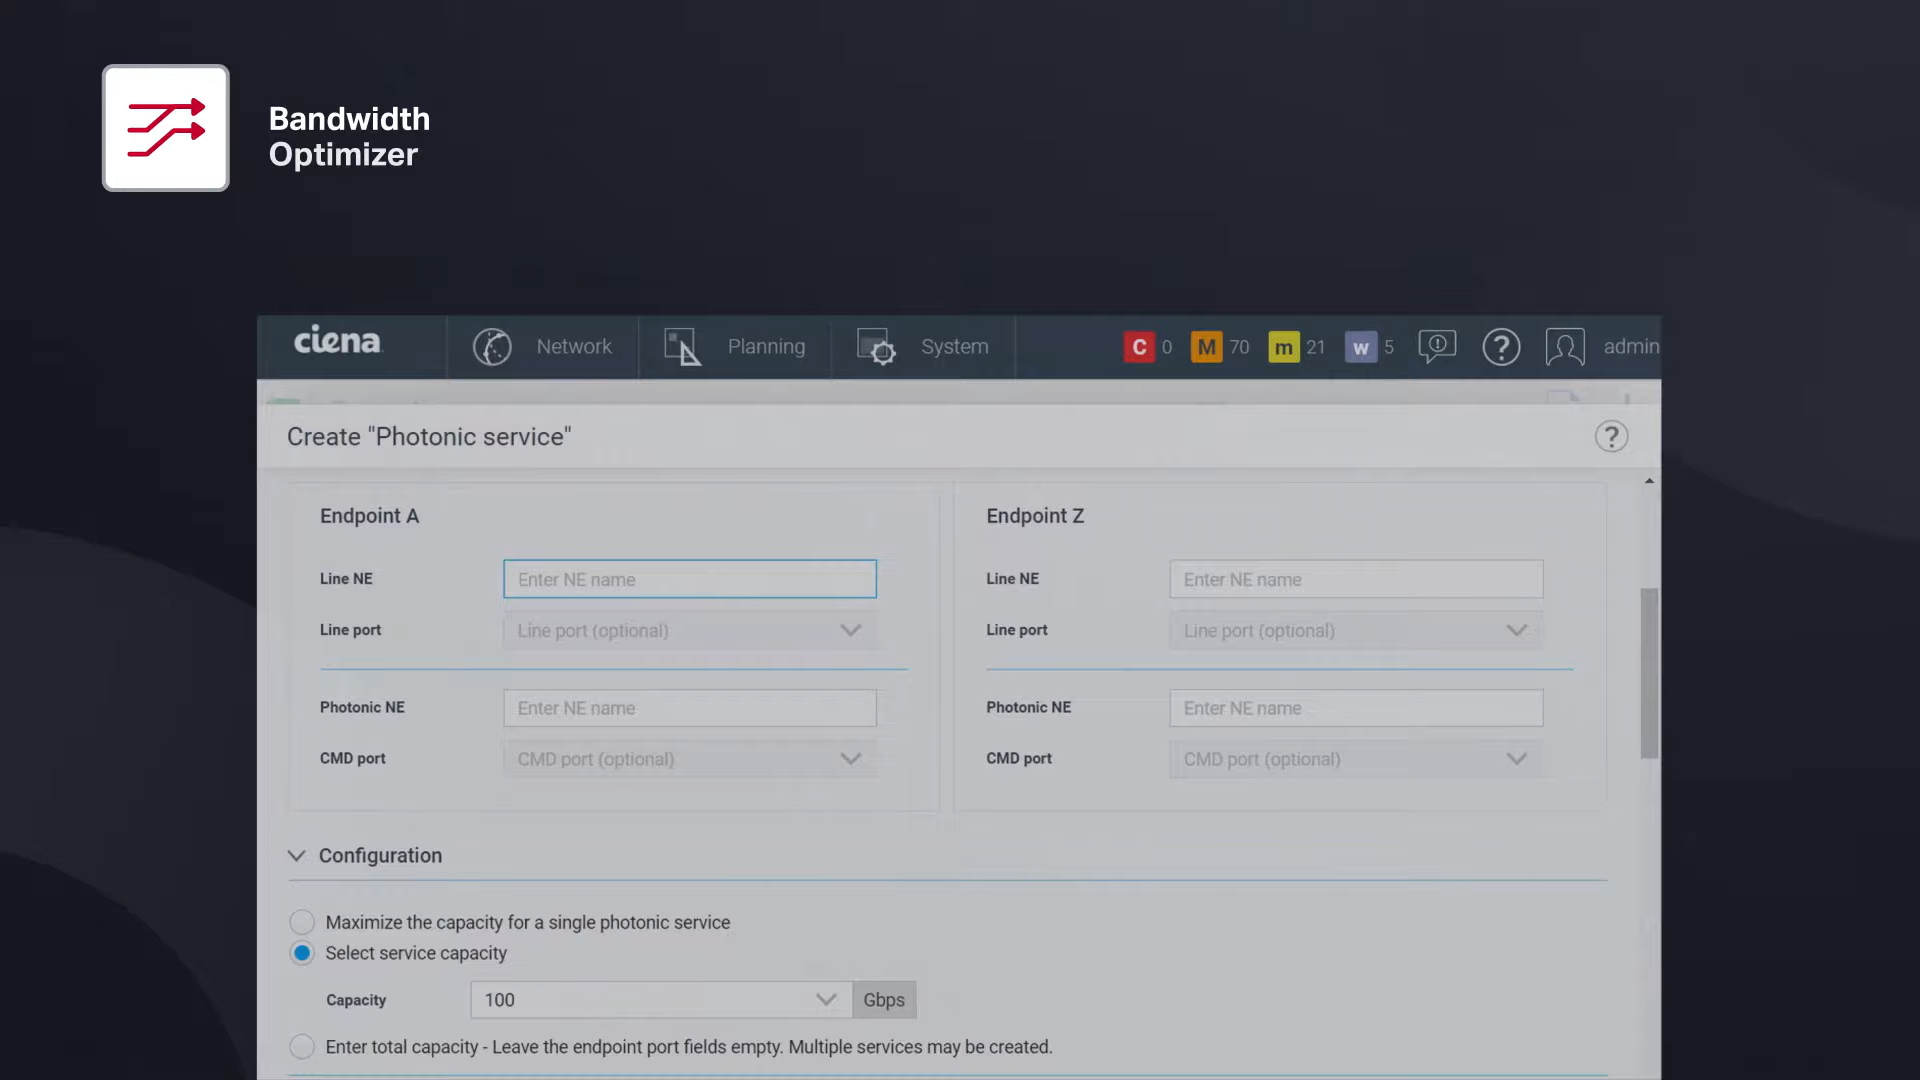 Bandwidth
Optimizer
ciena Network Planning System C 0 M 70 m 21 w 5 ? admin
Create "Photonic service" ?
Endpoint A Endpoint Z
Line NE Enter NE name Line NE Enter NE name
Line port Line port (optional) Line port Line port (optional)
Photonic NE Enter NE name Photonic NE Enter NE name
CMD port CMD port (optional) CMD port CMD port (optional)
Configuration
Maximize the capacity for a single photonic service
Select service capacity
Capacity 100 Gbps
Enter total capacity - Leave the endpoint port fields empty. Multiple services may be created.